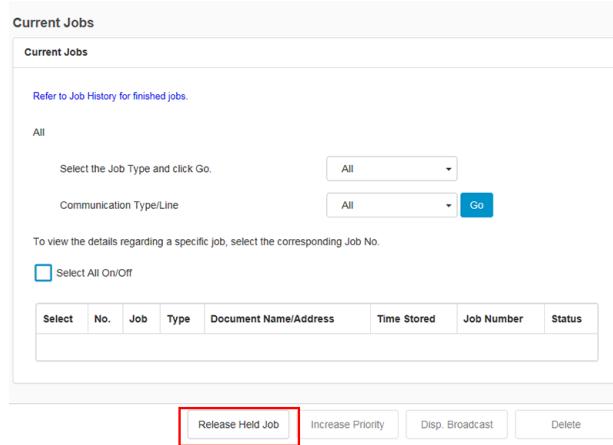 Current Jobs
Current Jobs
Refer to Job History for finished jobs.
All
Select the Job Type and click Go. All
Communication Type/Line All Go
To view the details regarding a specific job, select the corresponding Job No.
Select All On/Off
Select No. Job Type Document Name/Address Time Stored Job Number Status
Release Held Job Increase Priority Disp. Broadcast Delete